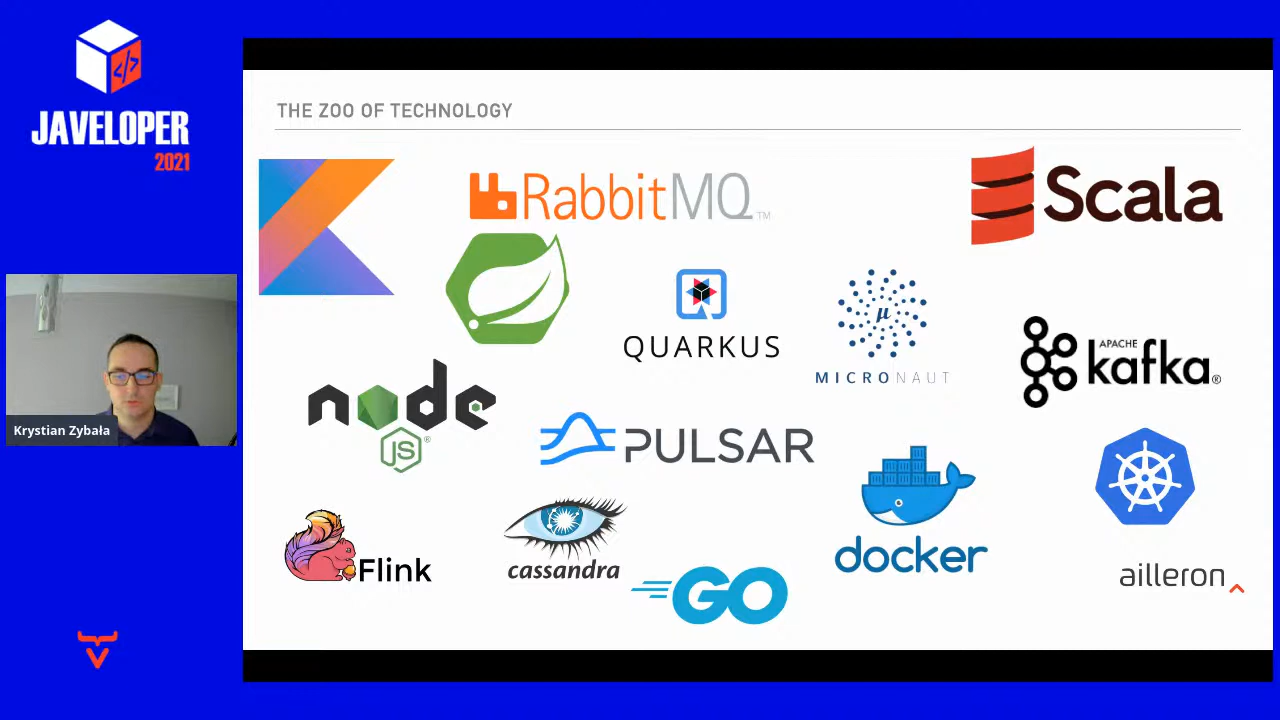 </>
JAVELOPER
2021
THE ZOO OF TECHNOLOGY
RabbitMQ™
Scala
QUARKUS
µ
MICRONAUT
APACHE
kafka®
node
JS®
PULSAR
Krystian Zybała
Flink
cassandra
GO
docker
ailleron